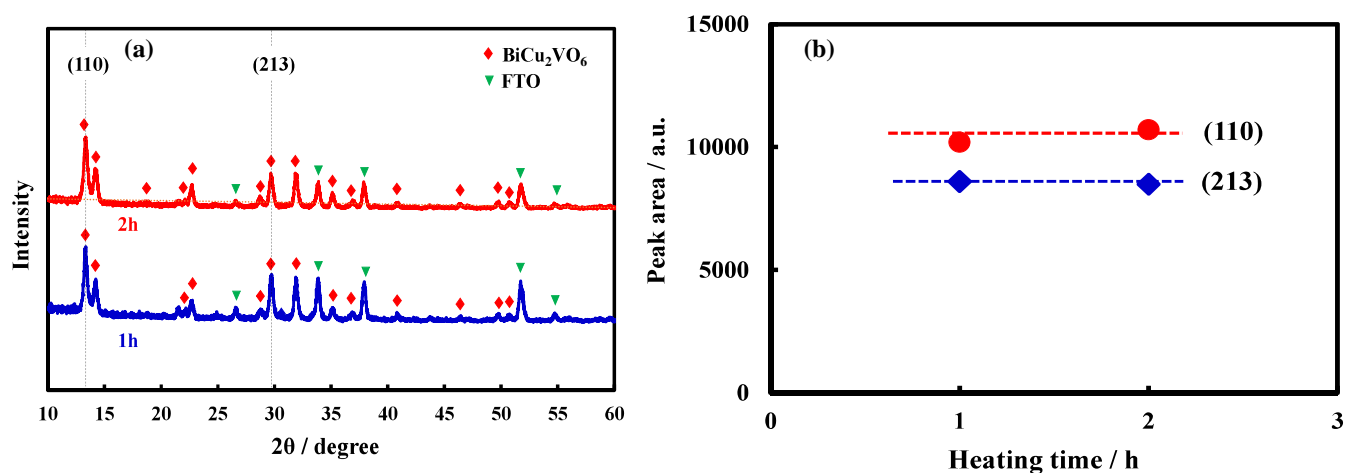 (a)
(110)
(213)
BiCu₂VO₆
FTO
2h
1h
Intensity
10 15 20 25 30 35 40 45 50 55 60
2θ / degree
(b)
15000
10000
5000
0
(110)
(213)
Peak area / a.u.
0 1 2 3
Heating time / h